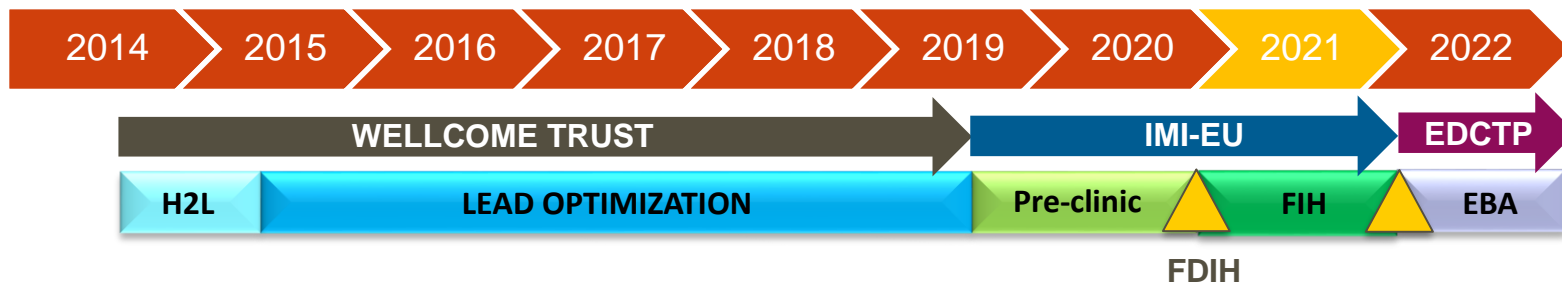 2014 2015 2016 2017 2018 2019 2020 2021 2022
WELLCOME TRUST IMI-EU EDCTP
H2L LEAD OPTIMIZATION Pre-clinic FIH EBA
FDIH